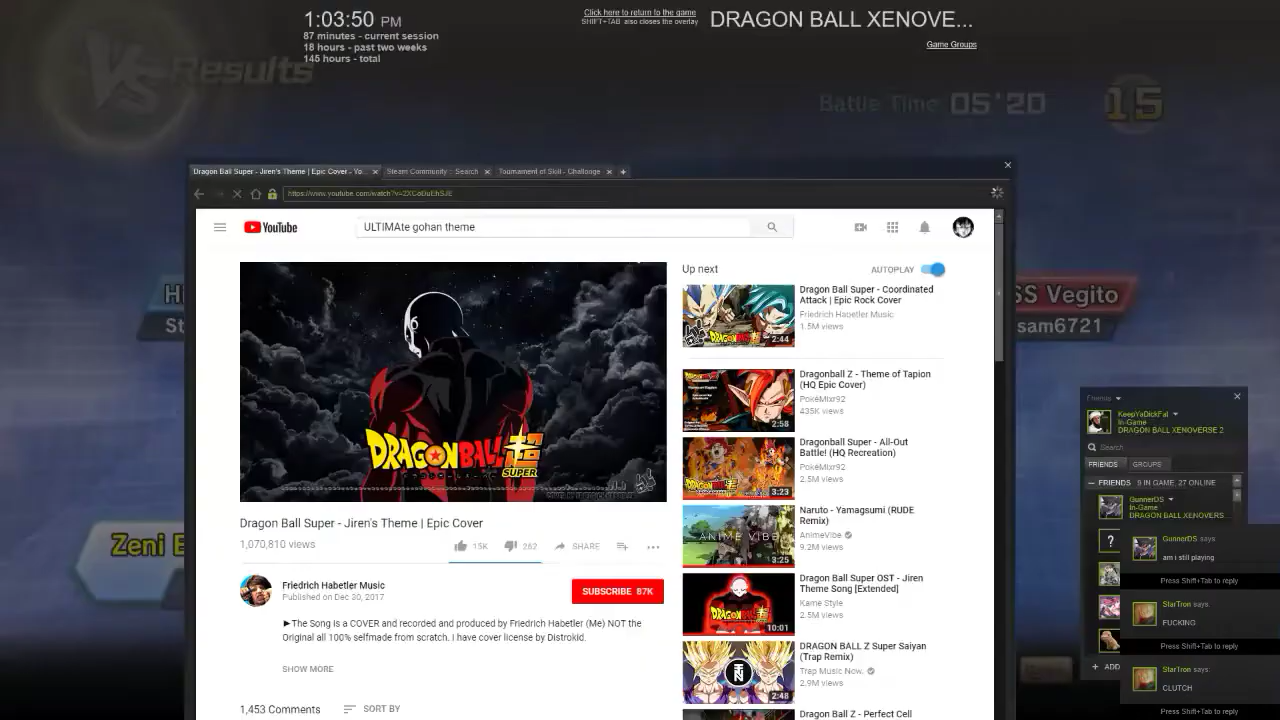 1:03:50 PM
87 minutes - current session
18 hours - past two weeks
145 hours - total
Click here to return to the game
SHIFT+TAB also closes the overlay
DRAGON BALL XENOVE...
Game Groups
VS Results
Battle Time 05'20
15
Dragon Ball Super - Jiren's Theme | Epic Cover - Yo...
Steam Community :: Search
Tournament of Skill - Challonge
YouTube
ULTIMAte gohan theme
Up next
AUTOPLAY
Dragon Ball Super - Coordinated
Attack | Epic Rock Cover
Friedrich Habetler Music
1.5M views
2:44
Dragonball Z - Theme of Tapion
(HQ Epic Cover)
PokéMixr92
435K views
2:58
Dragonball Super - All-Out
Battle! (HQ Recreation)
PokéMixr92
2.5M views
3:23
Naruto - Yamagsumi (RUDE
Remix)
AnimeVibe
9.2M views
ANIME VIBE
3:25
Dragon Ball Super OST - Jiren
Theme Song [Extended]
Kame Style
2.5M views
10:01
DRAGON BALL Z Super Saiyan
(Trap Remix)
Trap Music Now.
2.9M views
2:48
Dragon Ball Z - Perfect Cell
DRAGON BALL 超
SUPER
Dragon Ball Super - Jiren's Theme | Epic Cover
1,070,810 views
15K
262
SHARE
Friedrich Habetler Music
Published on Dec 30, 2017
SUBSCRIBE 87K
►The Song is a COVER and recorded and produced by Friedrich Habetler (Me) NOT the
Original all 100% selfmade from scratch. I have cover license by Distrokid.
SHOW MORE
1,453 Comments
SORT BY
SS Vegito
sam6721
Zeni
Friends
KeepYaDickFat
In-Game
DRAGON BALL XENOVERSE 2
Search
FRIENDS
GROUPS
FRIENDS 9 IN GAME, 27 ONLINE
GunnerDS
In-Game
DRAGON BALL XENOVERS...
GunnerDS says:
am i still playing
Press Shift+Tab to reply
StarTron says:
FUCKING
Press Shift+Tab to reply
StarTron says:
CLUTCH
Press Shift+Tab to reply
ADD